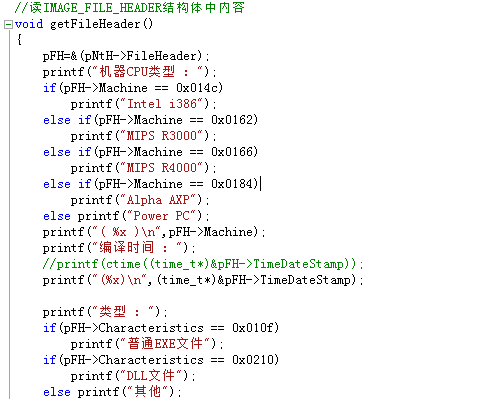 //读IMAGE_FILE_HEADER结构体中内容
void getFileHeader()
{
    pFH=&(pNtH->FileHeader);
    printf("机器CPU类型 : ");
    if(pFH->Machine == 0x014c)
        printf("Intel i386");
    else if(pFH->Machine == 0x0162)
        printf("MIPS R3000");
    else if(pFH->Machine == 0x0166)
        printf("MIPS R4000");
    else if(pFH->Machine == 0x0184)
        printf("Alpha AXP");
    else printf("Power PC");
    printf("( %x )\n",pFH->Machine);
    printf("编译时间 : ");
    //printf(ctime((time_t*)&pFH->TimeDateStamp));
    printf("(%x)\n",(time_t*)&pFH->TimeDateStamp);

    printf("类型 : ");
    if(pFH->Characteristics == 0x010f)
        printf("普通EXE文件");
    if(pFH->Characteristics == 0x0210)
        printf("DLL文件");
    else printf("其他");